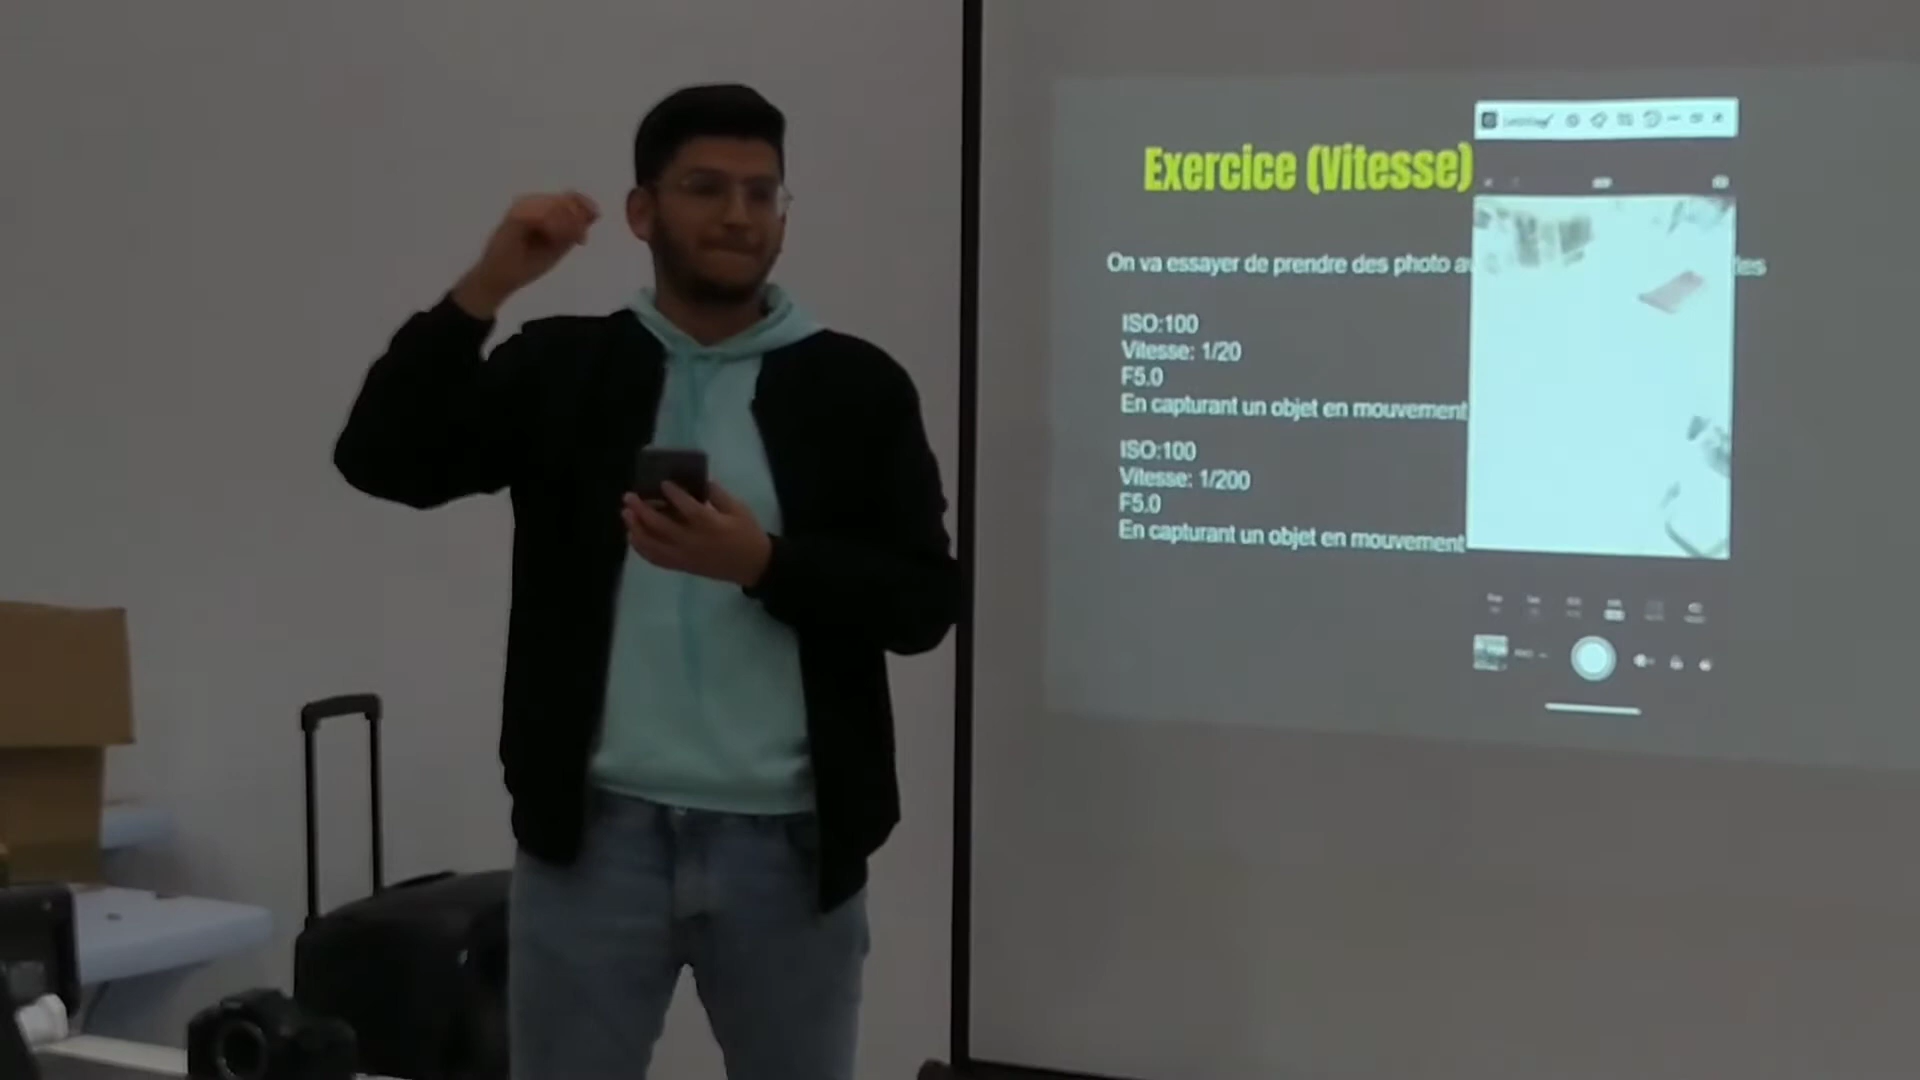 Exercice (Vitesse)
On va essayer de prendre des photo
ISO:100
Vitesse: 1/20
F5.0
En capturant un objet en mouvement
ISO:100
Vitesse: 1/200
F5.0
En capturant un objet en mouvement